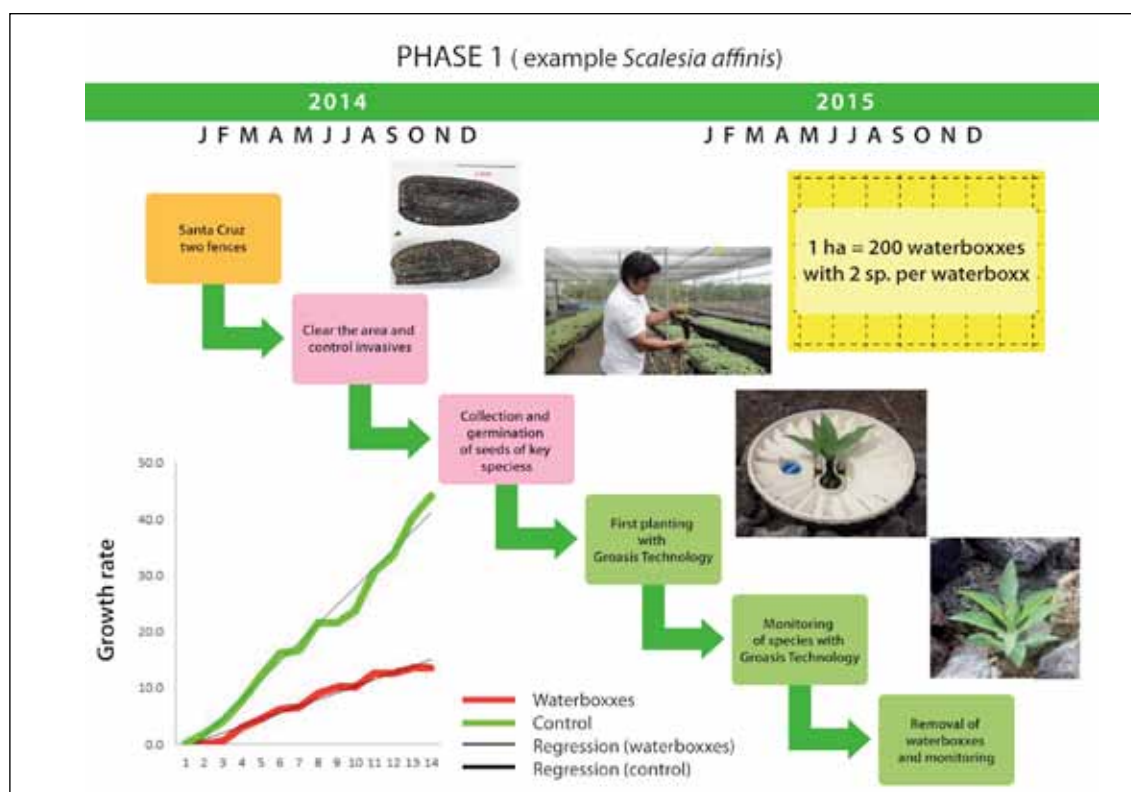 PHASE 1 ( example Scalesia affinis)
2014
2015
J F M A M J J A S O N D
J F M A M J J A S O N D
Santa Cruz
two fences
1 ha = 200 waterboxxes
with 2 sp. per waterboxx
Clear the area and
control invasives
Collection and
germination
of seeds of key
speciess
First planting
with
Groasis Technology
Monitoring
of species with
Groasis Technology
Removal of
waterboxxes
and monitoring
Growth rate
50.0
40.0
30.0
20.0
10.0
0.0
1 2 3 4 5 6 7 8 9 10 11 12 13 14
Waterboxxes
Control
Regression (waterboxxes)
Regression (control)